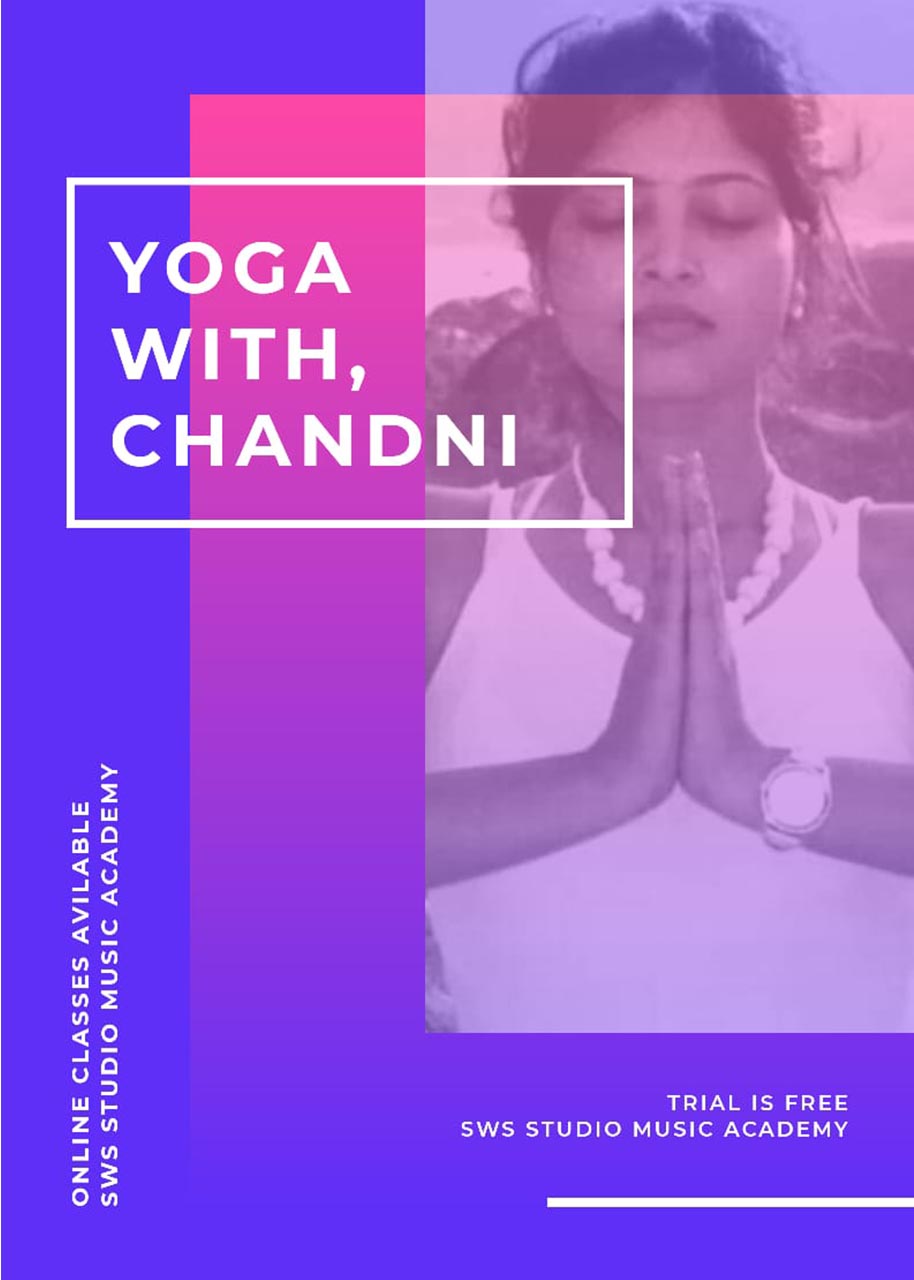 YOGA
WITH,
CHANDNI
ONLINE CLASSES AVILABLE
SWS STUDIO MUSIC ACADEMY
TRIAL IS FREE
SWS STUDIO MUSIC ACADEMY